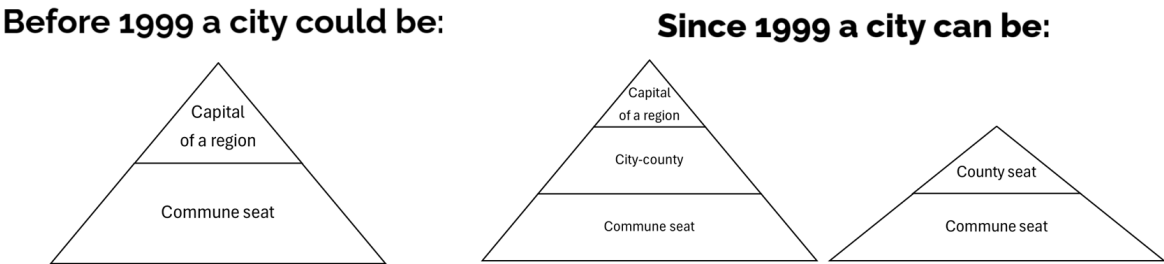 Before 1999 a city could be:
Capital
of a region
Commune seat
Since 1999 a city can be:
Capital
of a region
City-county
Commune seat
County seat
Commune seat